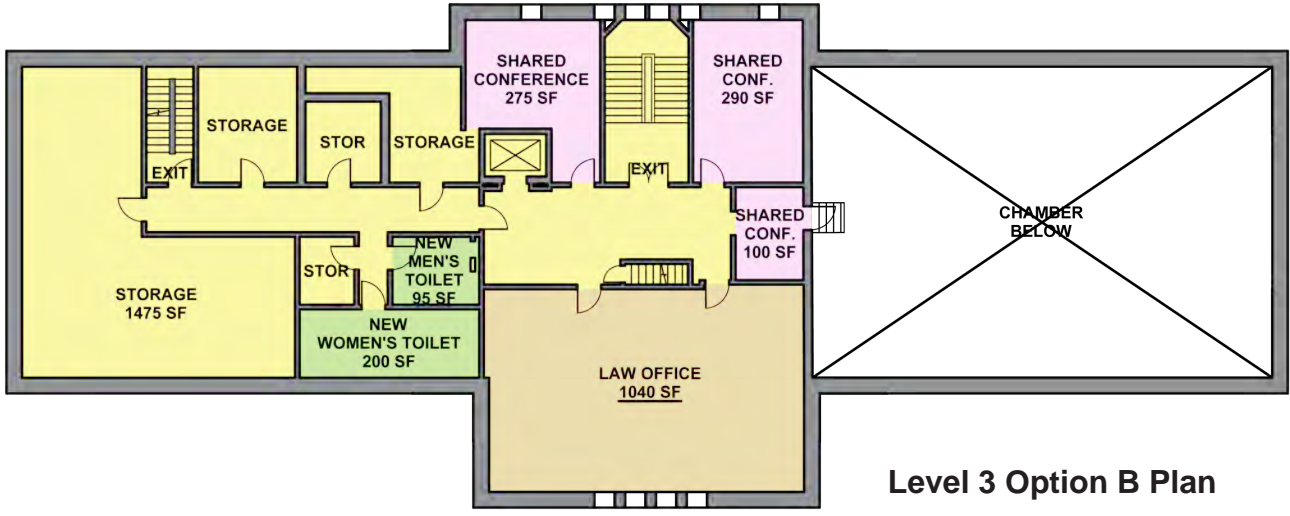 SHARED
CONFERENCE
275 SF
SHARED
CONF.
290 SF
STORAGE
STOR
STORAGE
EXIT
EXIT
SHARED
CONF.
100 SF
CHAMBER
BELOW
NEW
MEN'S
TOILET
95 SF
STOR
STORAGE
1475 SF
NEW
WOMEN'S TOILET
200 SF
LAW OFFICE
1040 SF
Level 3 Option B Plan